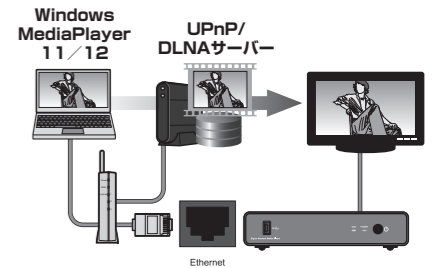 Windows
MediaPlayer
11／12
UPnP/
DLNAサーバー
Ethernet